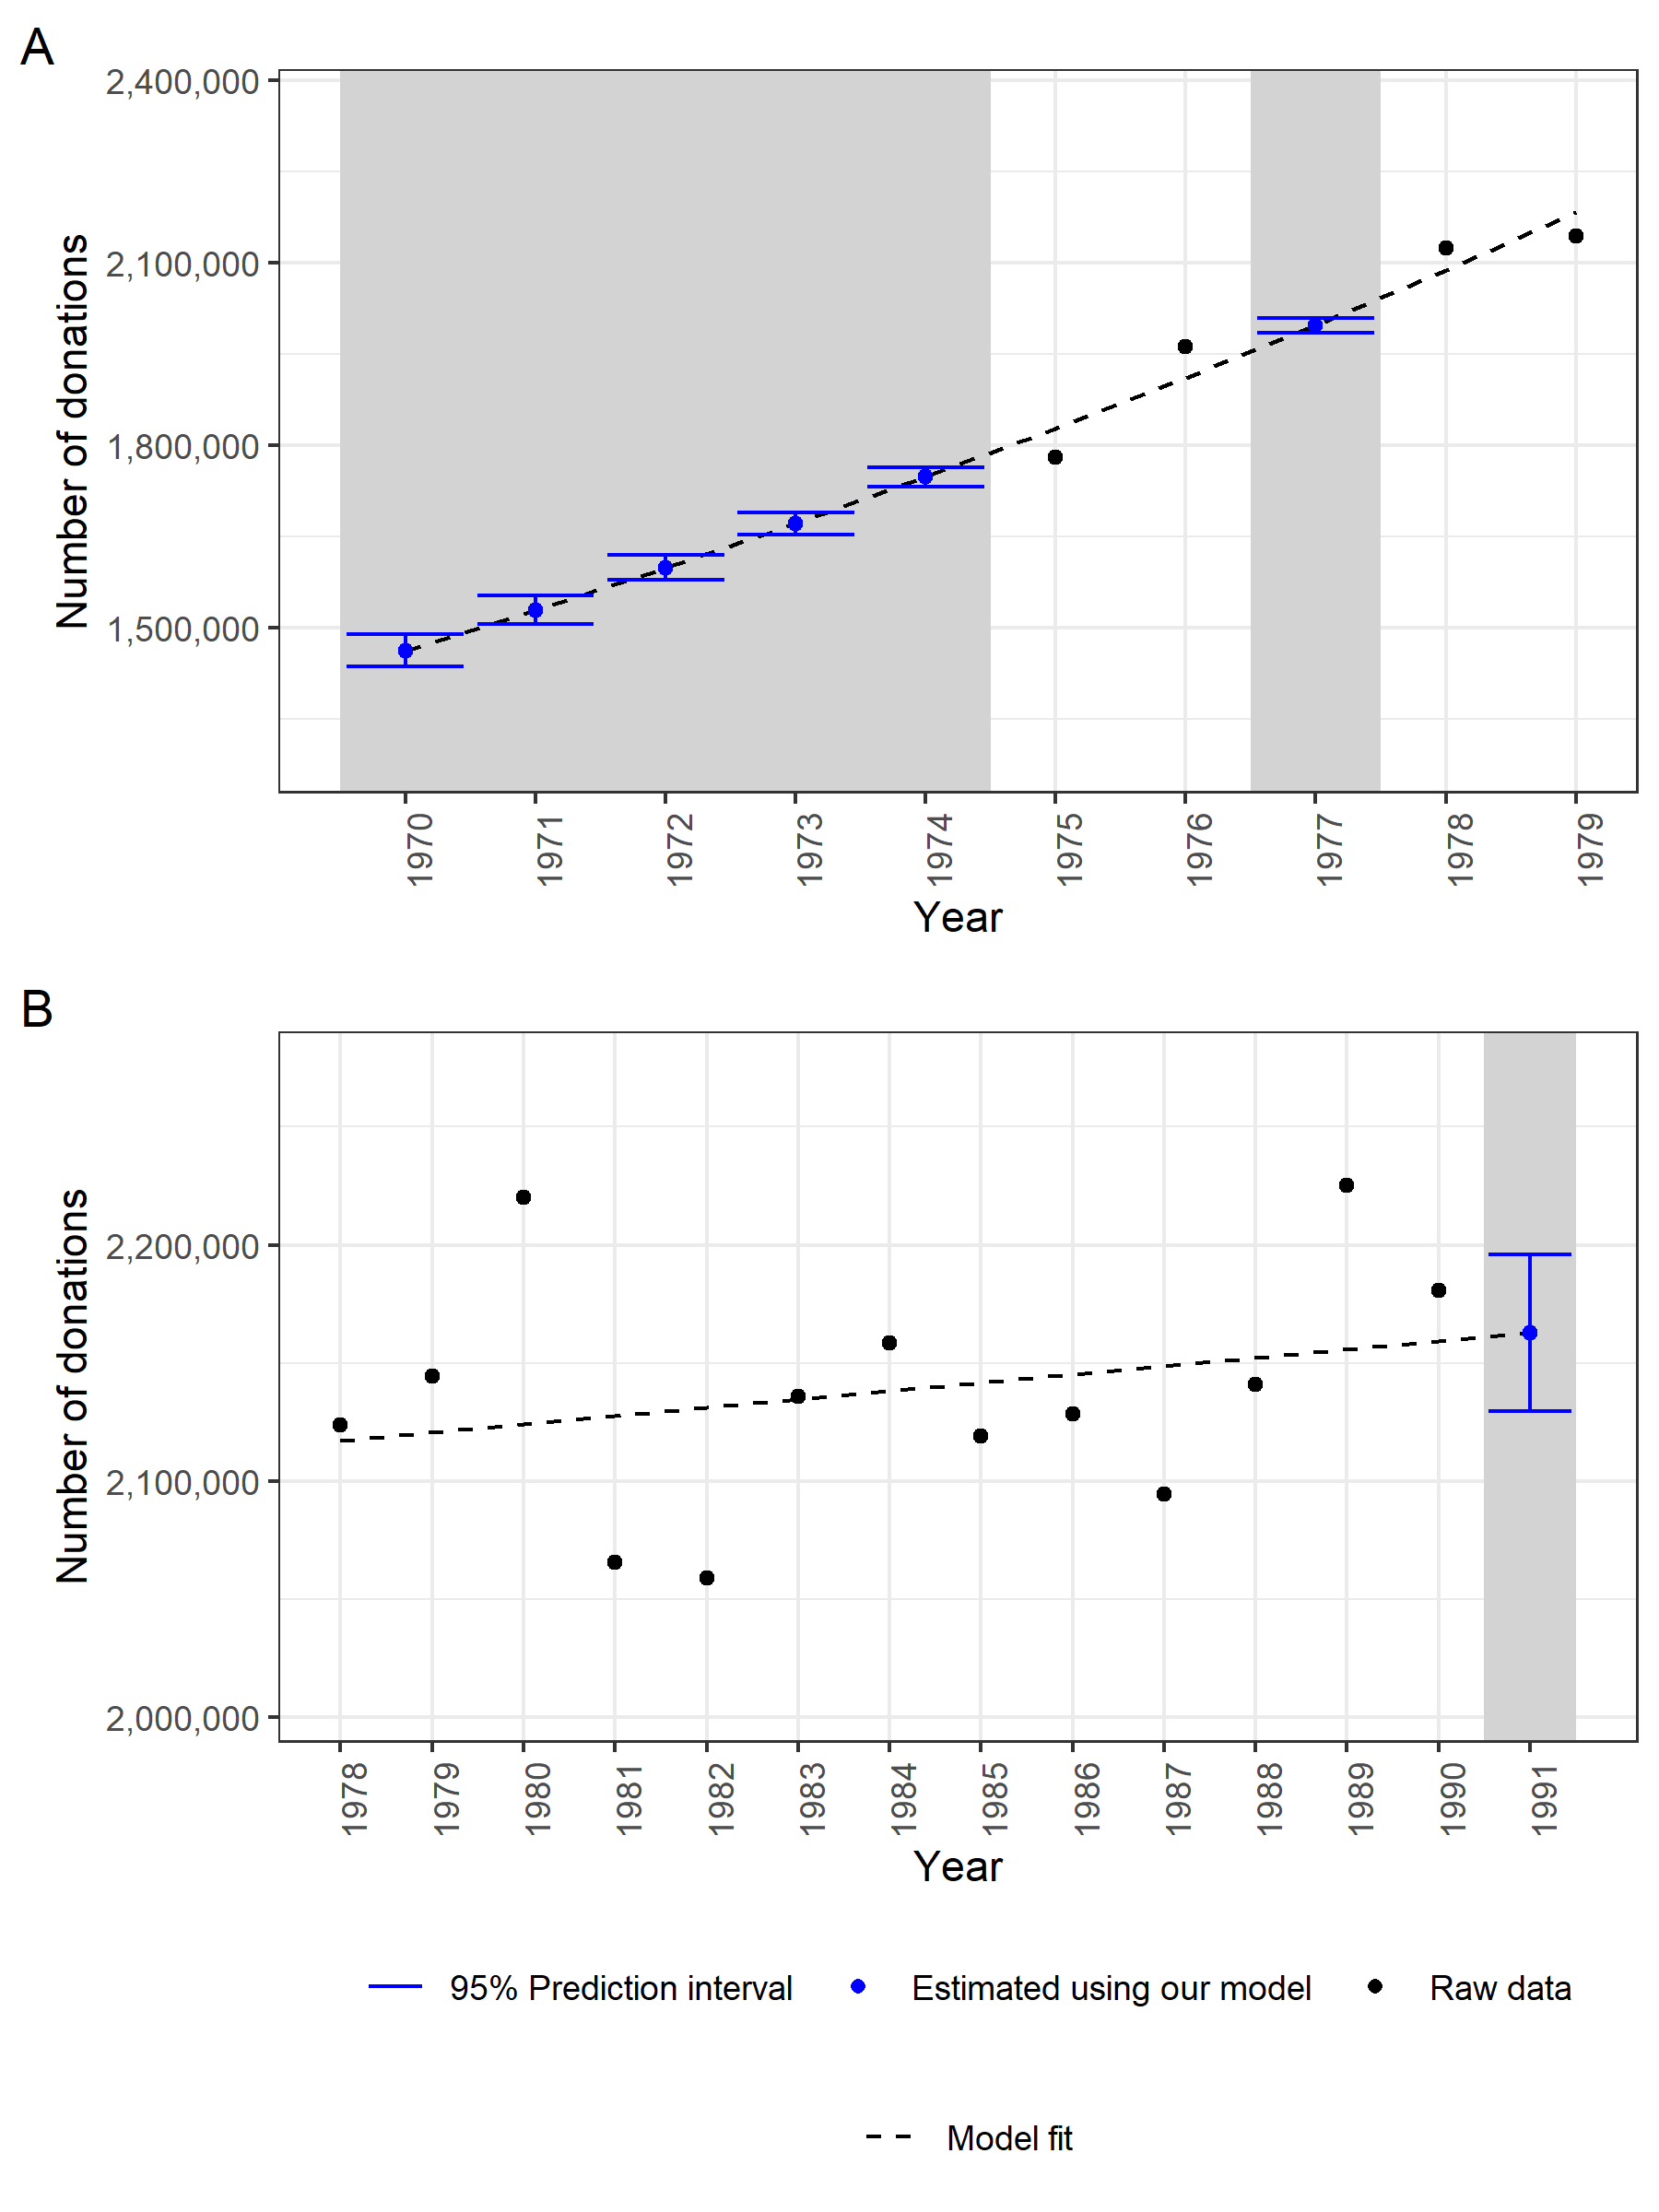 A
2,400,000
2,100,000
1,800,000
1,500,000
Number of donations
1970 1971 1972 1973 1974 1975 1976 1977 1978 1979
Year
B
2,200,000
2,100,000
2,000,000
Number of donations
1978 1979 1980 1981 1982 1983 1984 1985 1986 1987 1988 1989 1990 1991
Year
95% Prediction interval Estimated using our model Raw data
Model fit